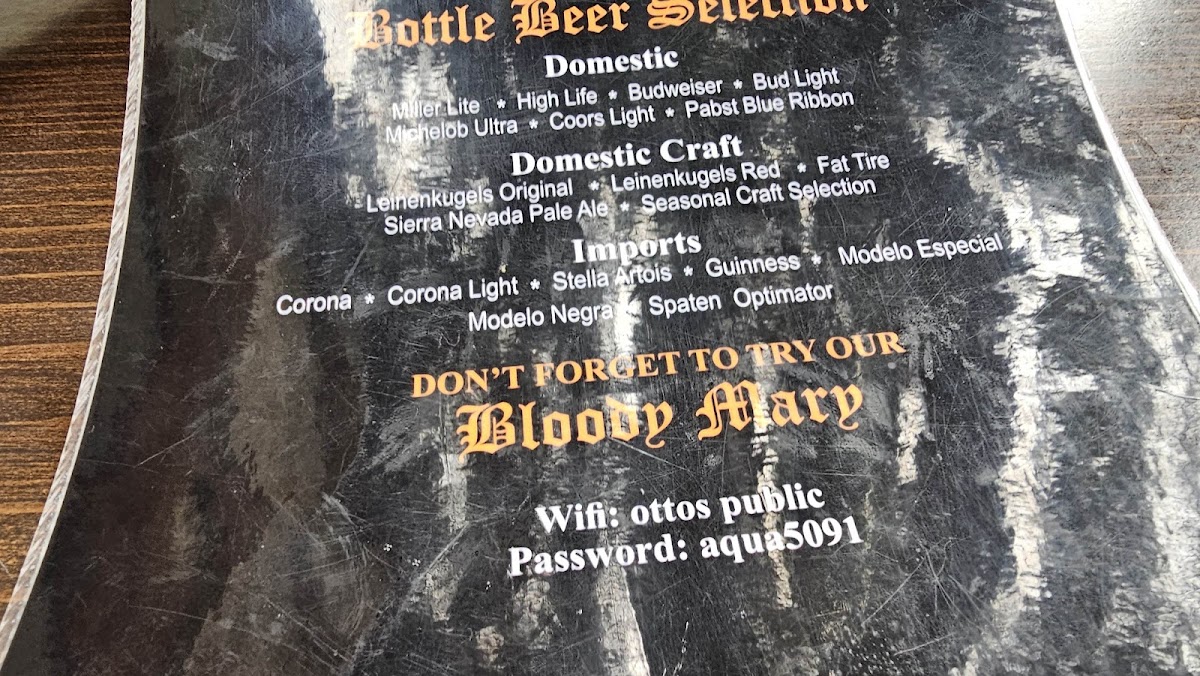 Bottle Beer Selection
Domestic
Miller Lite * High Life * Budweiser * Bud Light
Michelob Ultra * Coors Light * Pabst Blue Ribbon
Domestic Craft
Leinenkugels Original * Leinenkugels Red * Fat Tire
Sierra Nevada Pale Ale * Seasonal Craft Selection
Imports
Corona * Corona Light * Stella Artois * Guinness * Modelo Especial
Modelo Negra * Spaten Optimator
DON'T FORGET TO TRY OUR
Bloody Mary
Wifi: ottos public
Password: aqua5091